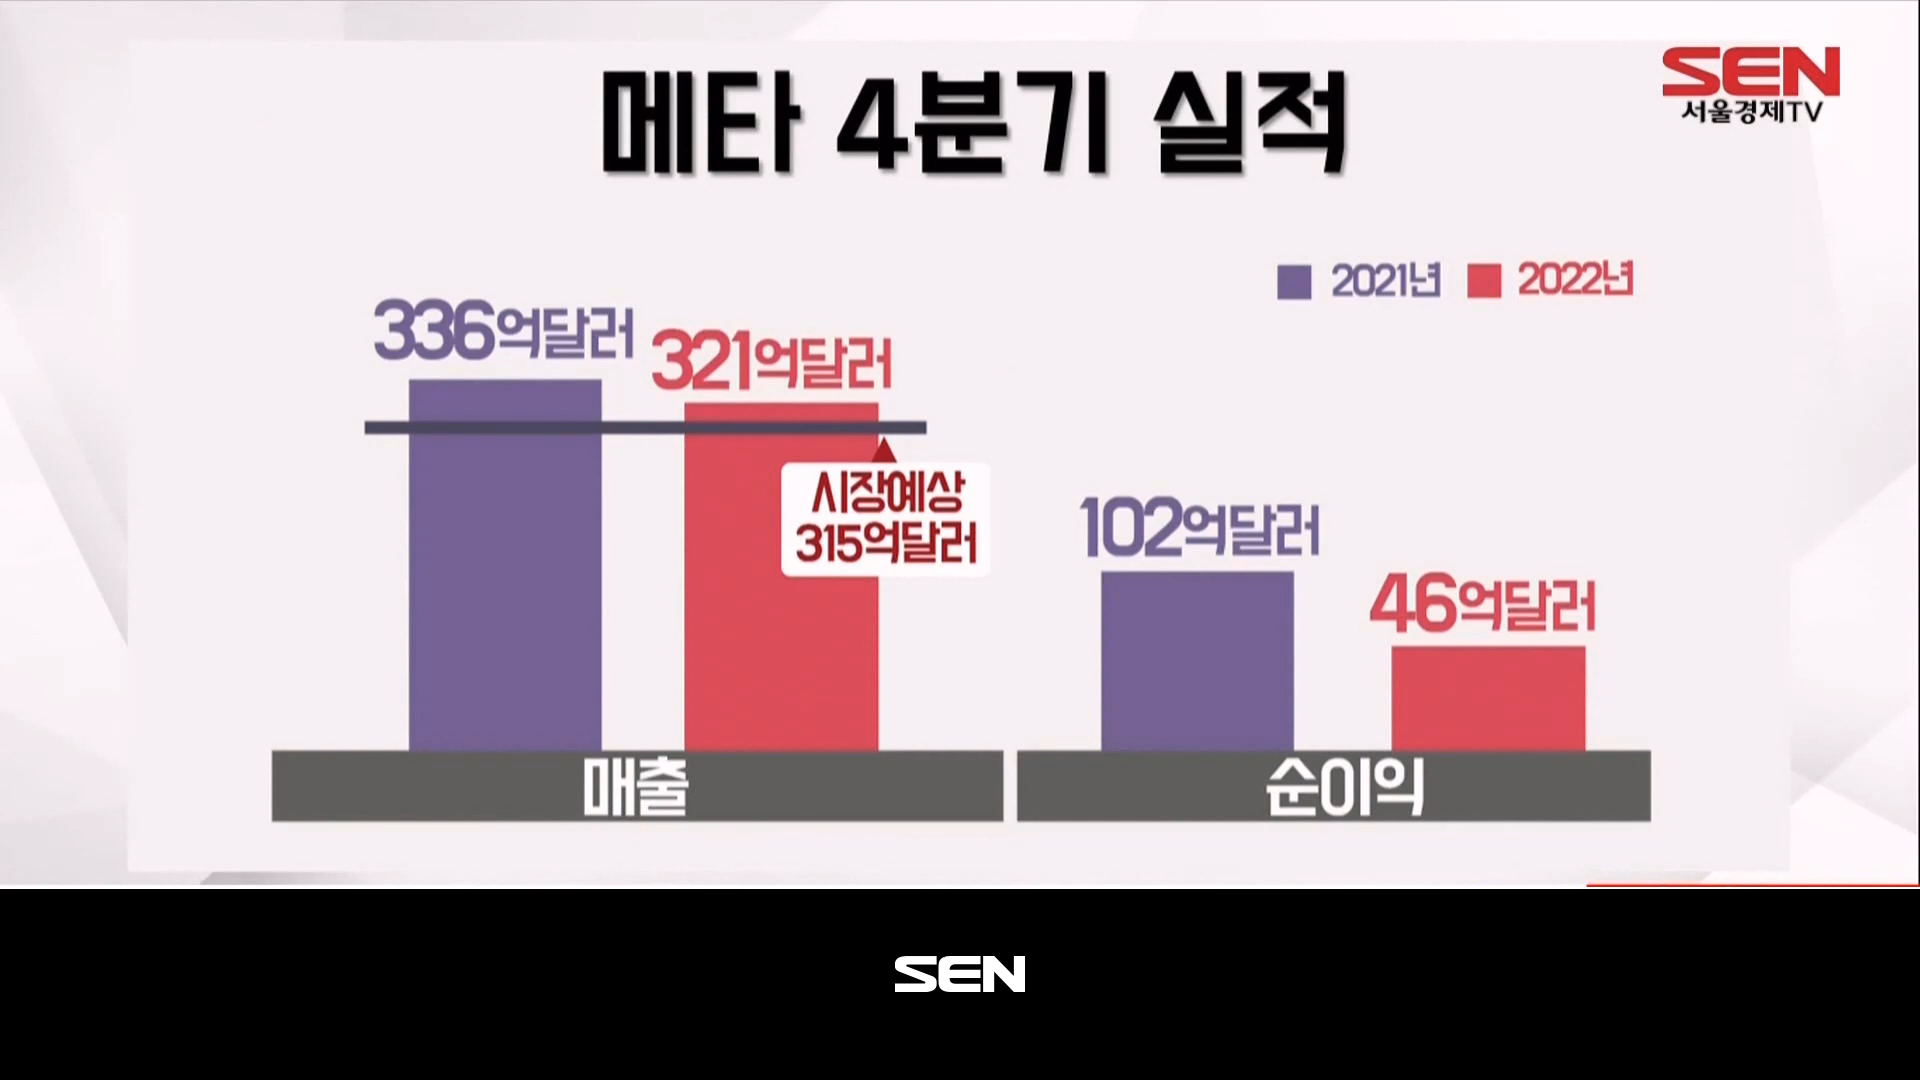 메타 4분기 실적
SEN
서울경제TV
2021년 2022년
336억달러
321억달러
시장예상
315억달러
102억달러
46억달러
매출
순이익
SEN